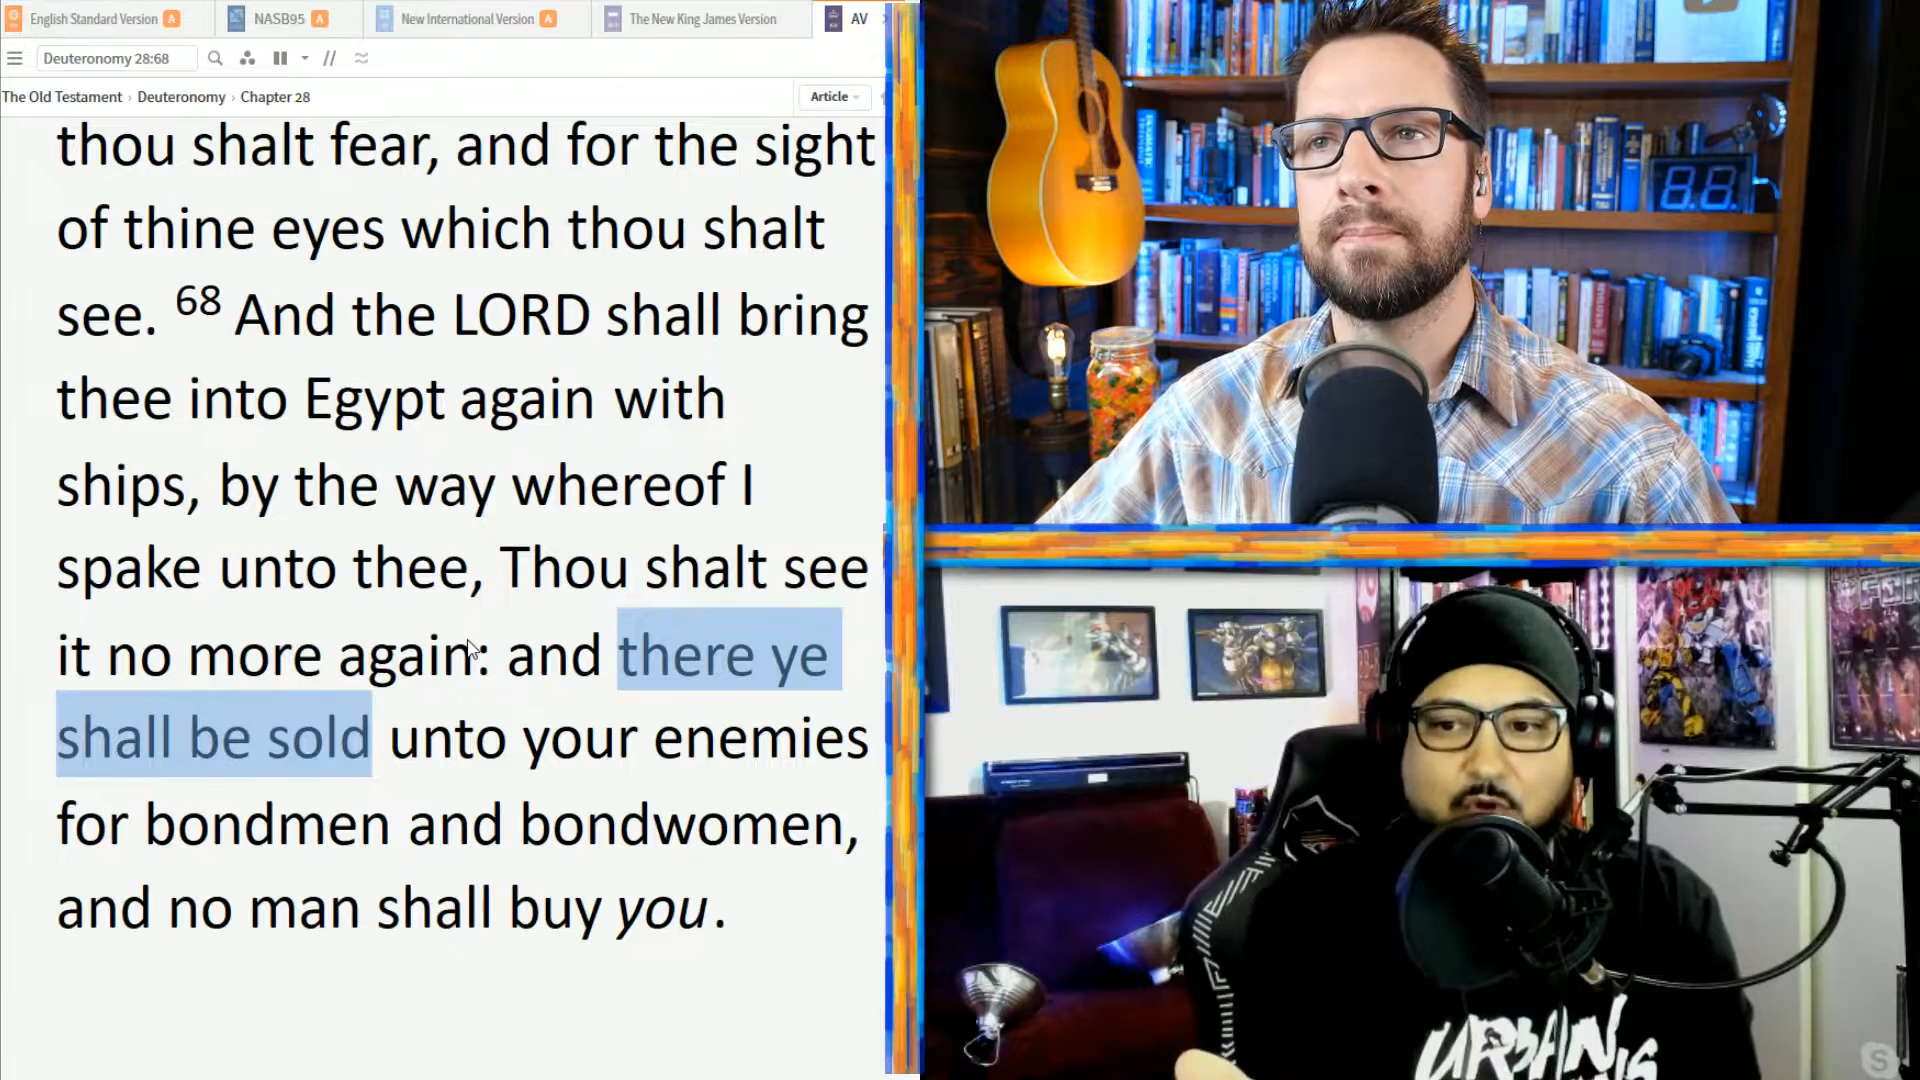 English Standard Version A
NASB95 A
New International Version A
The New King James Version
AV
Deuteronomy 28:68
The Old Testament › Deuteronomy › Chapter 28
Article
thou shalt fear, and for the sight
of thine eyes which thou shalt
see. 68 And the LORD shall bring
thee into Egypt again with
ships, by the way whereof I
spake unto thee, Thou shalt see
it no more again: and there ye
shall be sold unto your enemies
for bondmen and bondwomen,
and no man shall buy you.
88
URBAN
S